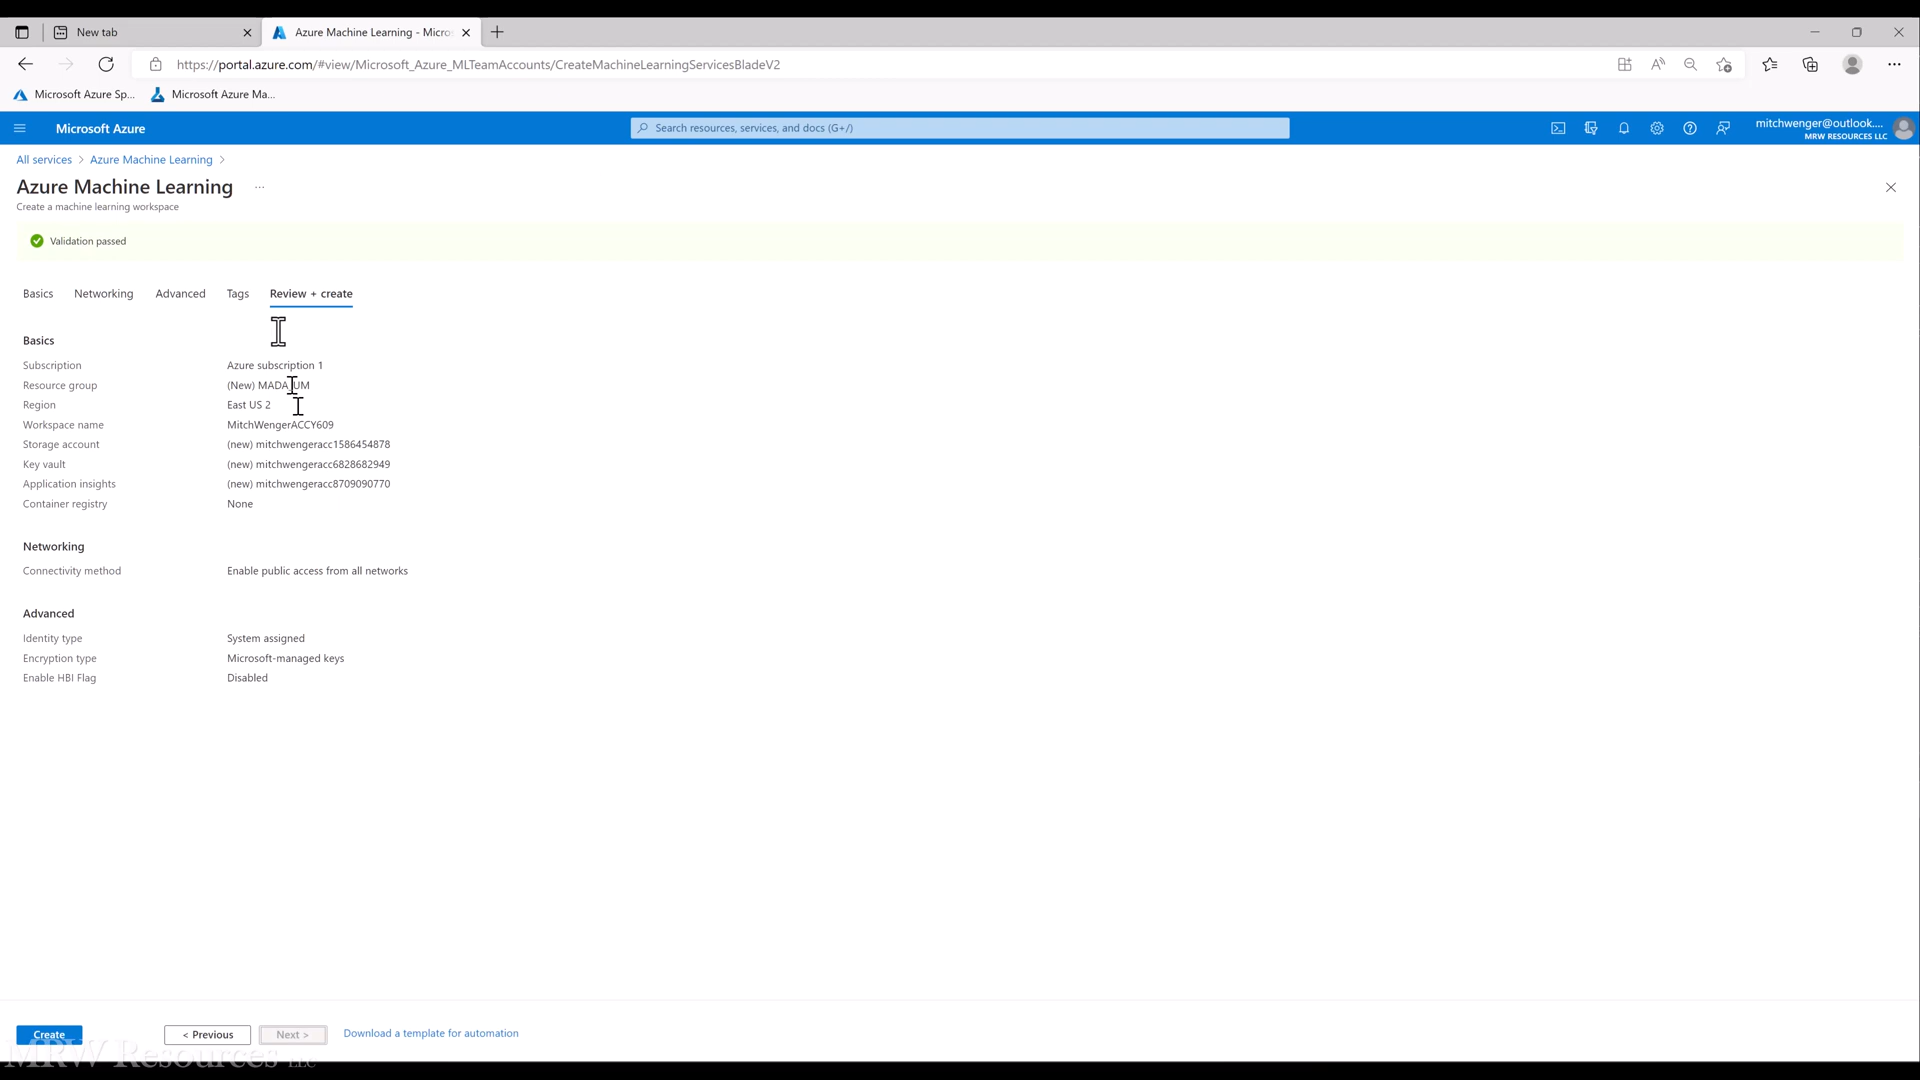 New tab
Azure Machine Learning - Micro
https://portal.azure.com/#view/Microsoft_Azure_MLTeamAccounts/CreateMachineLearningServicesBladeV2
Microsoft Azure Sp...
Microsoft Azure Ma...
Microsoft Azure
Search resources, services, and docs (G+/)
mitchwenger@outlook....
MRW RESOURCES LLC
All services > Azure Machine Learning >
Azure Machine Learning ...
Create a machine learning workspace
Validation passed
Basics Networking Advanced Tags Review + create
Basics
Subscription Azure subscription 1
Resource group (New) MADA_UM
Region East US 2
Workspace name MitchWengerACCY609
Storage account (new) mitchwengeracc1586454878
Key vault (new) mitchwengeracc6828682949
Application insights (new) mitchwengeracc8709090770
Container registry None
Networking
Connectivity method Enable public access from all networks
Advanced
Identity type System assigned
Encryption type Microsoft-managed keys
Enable HBI Flag Disabled
Create < Previous Next > Download a template for automation
MRW Resources LLC